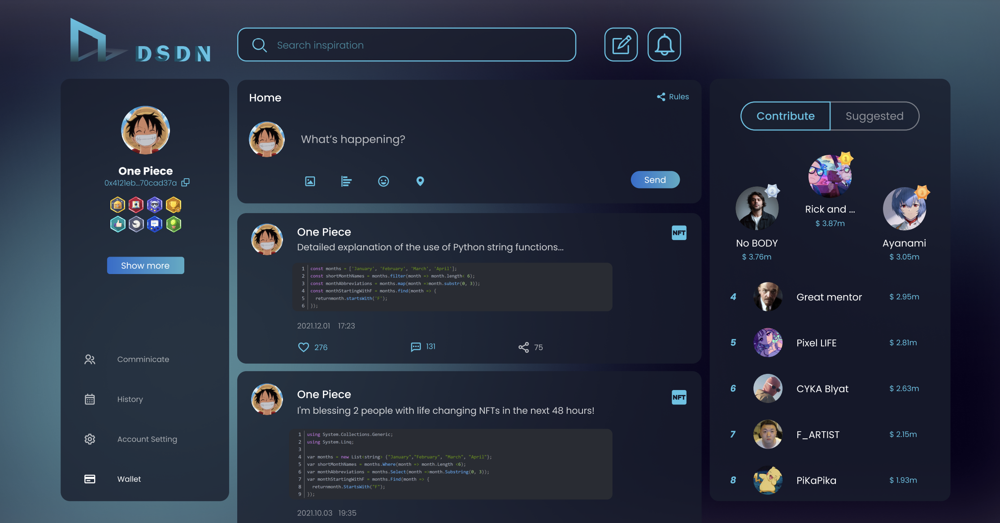 DSDN
Search inspiration
One Piece
0x4121eb...70cad37a
Show more
Comminicate
History
Account Setting
Wallet
Home
Rules
What's happening?
Send
One Piece
NFT
Detailed explanation of the use of Python string functions...
1 const months = ['January', 'February', 'March', 'April'];
2 const shortMonthNames = months.filter(month => month.length< 6);
3 const monthAbbreviations = months.map(month =>month.substr(0, 3));
4 const monthStartingWithF = months.find(month => {
5 returnmonth.startsWith('F');
6 });
2021.12.01 17:23
276 131 75
One Piece
NFT
I'm blessing 2 people with life changing NFTs in the next 48 hours!
1 using System.Collections.Generic;
2 using System.Linq;
3
4 var months = new List<string> {"January","February", "March", "April"};
5 var shortMonthNames = months.Where(month => month.Length <6);
6 var monthAbbreviations = months.Select(month =>month.Substring(0, 3));
7 var monthStartingWithF = months.Find(month => {
8 returnmonth.StartsWith("F");
9 });
2021.10.03 19:35
Contribute Suggested
1
Rick and ...
$ 3.87m
2
No BODY
$ 3.76m
3
Ayanami
$ 3.05m
4 Great mentor $ 2.95m
5 Pixel LIFE $ 2.81m
6 CYKA Blyat $ 2.63m
7 F_ARTIST $ 2.15m
8 PiKaPika $ 1.93m